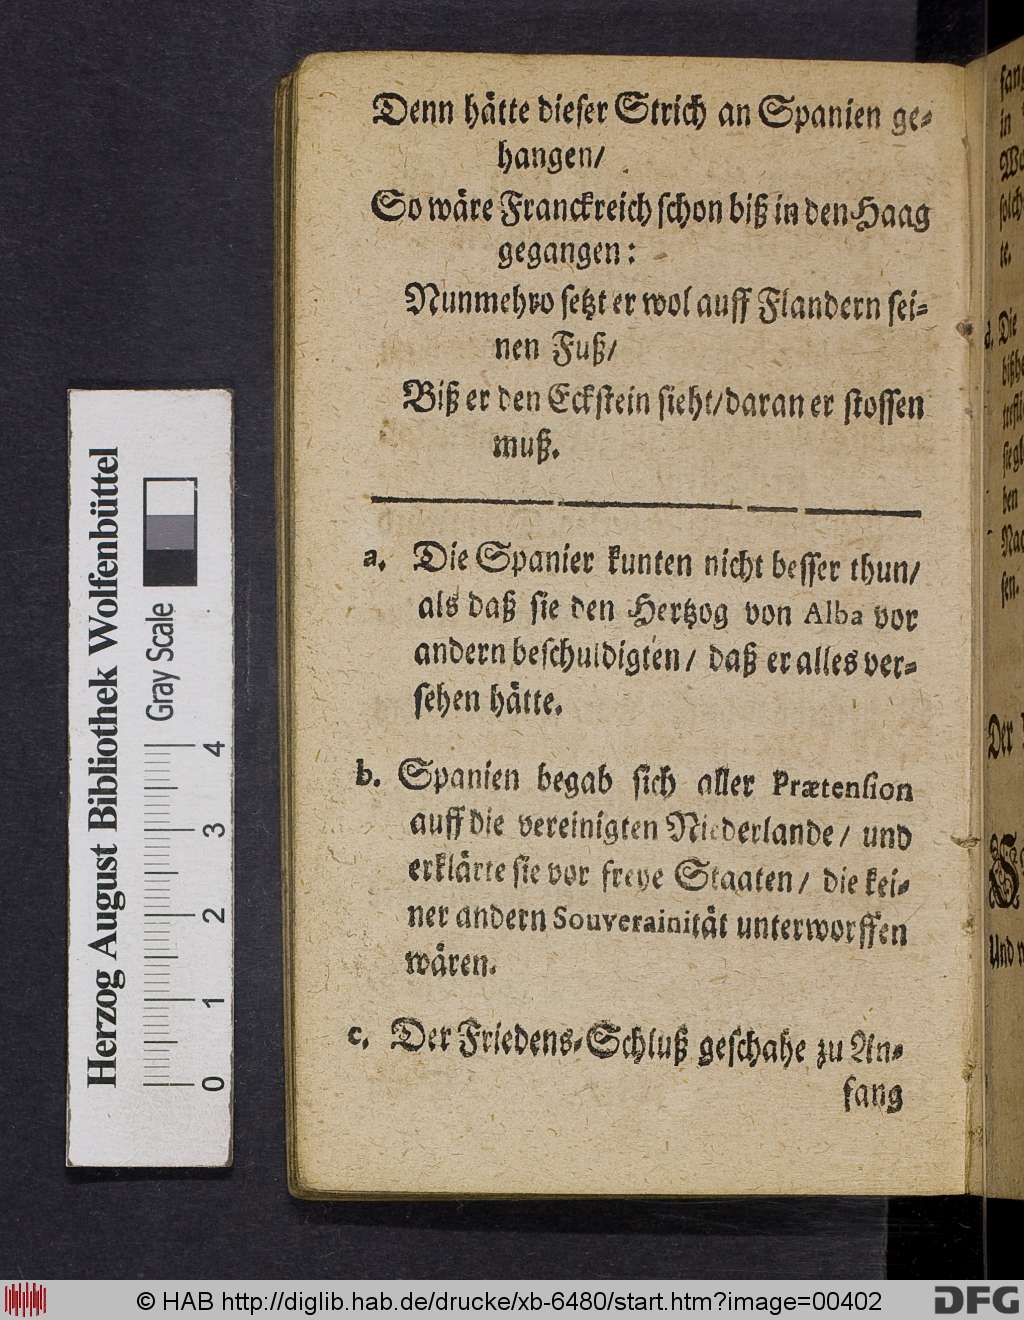 Denn hätte dieser Strich an Spanien ge-
hangen/
So wäre Franckreich schon biß in den Haag
gegangen:
Nunmehro setzt er wol auff Flandern sei-
nen Fuß/
Biß er den Eckstein sieht/daran er stossen
muß.
a. Die Spanier kunten nicht besser thun/
als daß sie den Hertzog von Alba vor
andern beschuldigten/ daß er alles ver-
sehen hätte.
b. Spanien begab sich aller Prætension
auff die vereinigten Niederlande/ und
erklärte sie vor freye Staaten/ die kei-
ner andern Souverainität unterworffen
wären.
c. Der Friedens-Schluß geschahe zu An-
fang
Herzog August Bibliothek Wolfenbüttel
Gray Scale
0 1 2 3 4
© HAB http://diglib.hab.de/drucke/xb-6480/start.htm?image=00402
DFG